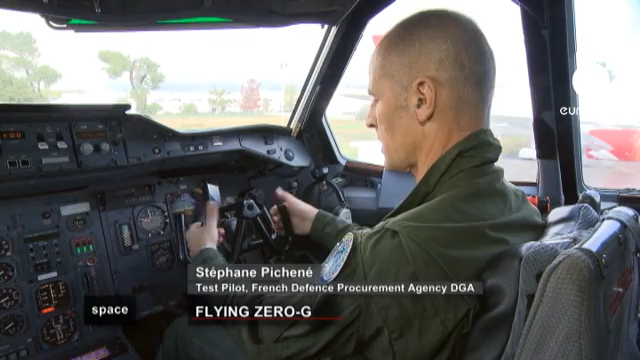 euro
Stéphane Pichené
Test Pilot, French Defence Procurement Agency DGA
space
FLYING ZERO-G